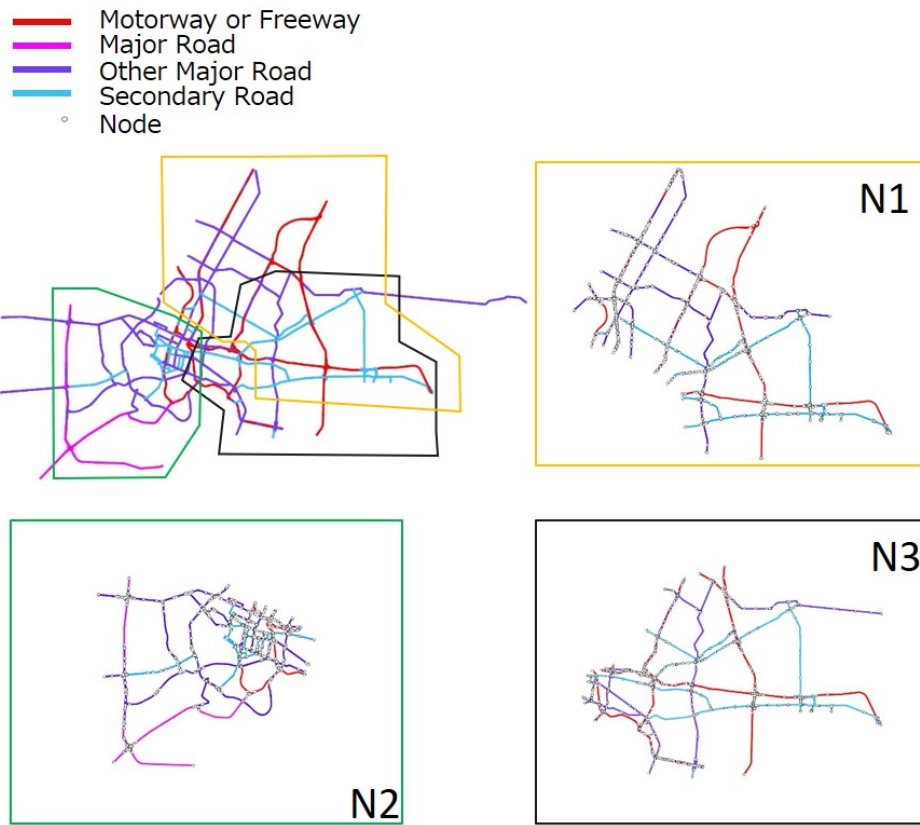 Motorway or Freeway
Major Road
Other Major Road
Secondary Road
Node
N1
N2
N3